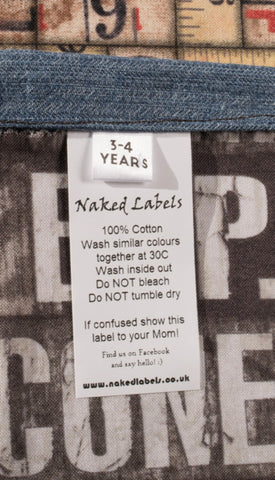 9
3-4
YEARS
Naked Labels
100% Cotton
Wash similar colours
together at 30C
Wash inside out
Do NOT bleach
Do NOT tumble dry
If confused show this
label to your Mom!
Find us on Facebook
and say hello! :)
www.nakedlabels.co.uk
CONE